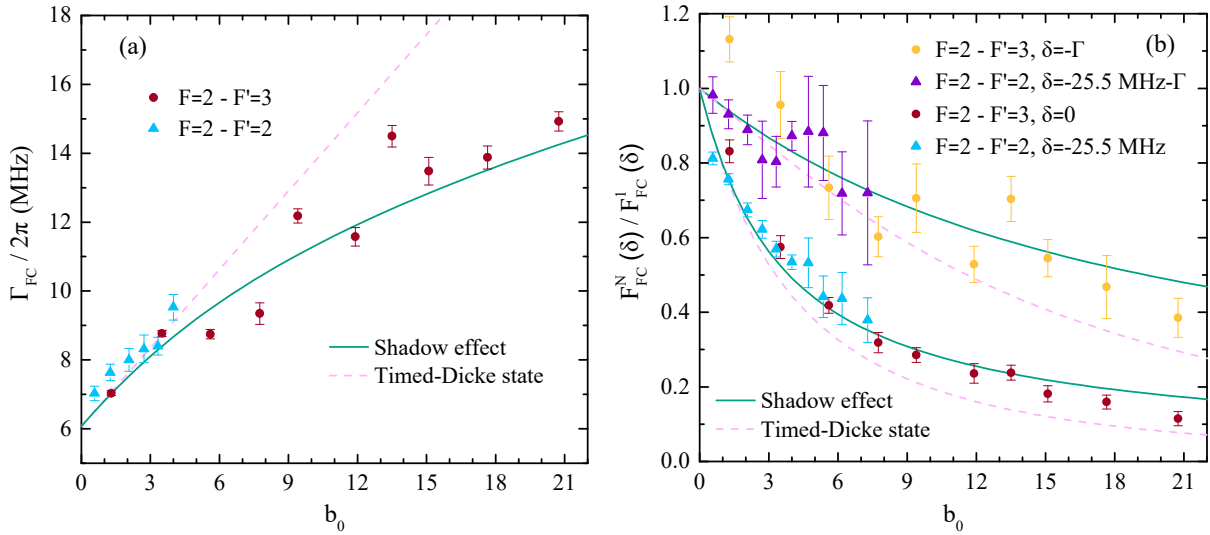 (a)
F=2 - F'=3
F=2 - F'=2
Shadow effect
Timed-Dicke state
18
16
14
12
10
8
6
Γ_FC / 2π (MHz)
0 3 6 9 12 15 18 21
b₀
(b)
F=2 - F'=3, δ=-Γ
F=2 - F'=2, δ=-25.5 MHz-Γ
F=2 - F'=3, δ=0
F=2 - F'=2, δ=-25.5 MHz
Shadow effect
Timed-Dicke state
1.2
1.0
0.8
0.6
0.4
0.2
0.0
F^N_FC (δ) / F^1_FC (δ)
0 3 6 9 12 15 18 21
b₀